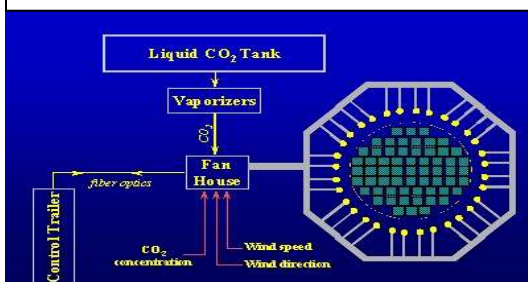 Liquid CO₂ Tank
Vaporizers
CO₂
Fan
House
fiber optics
Control Trailer
CO₂
concentration
Wind speed
Wind direction